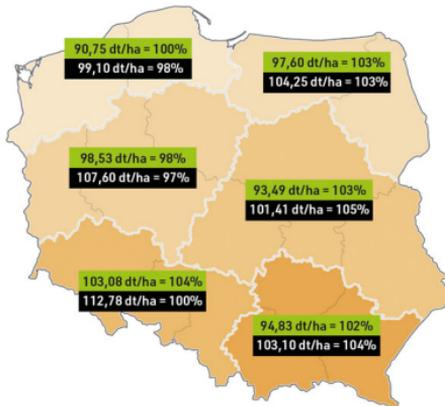 90,75 dt/ha = 100%
99,10 dt/ha = 98%
97,60 dt/ha = 103%
104,25 dt/ha = 103%
98,53 dt/ha = 98%
107,60 dt/ha = 97%
93,49 dt/ha = 103%
101,41 dt/ha = 105%
103,08 dt/ha = 104%
112,78 dt/ha = 100%
94,83 dt/ha = 102%
103,10 dt/ha = 104%